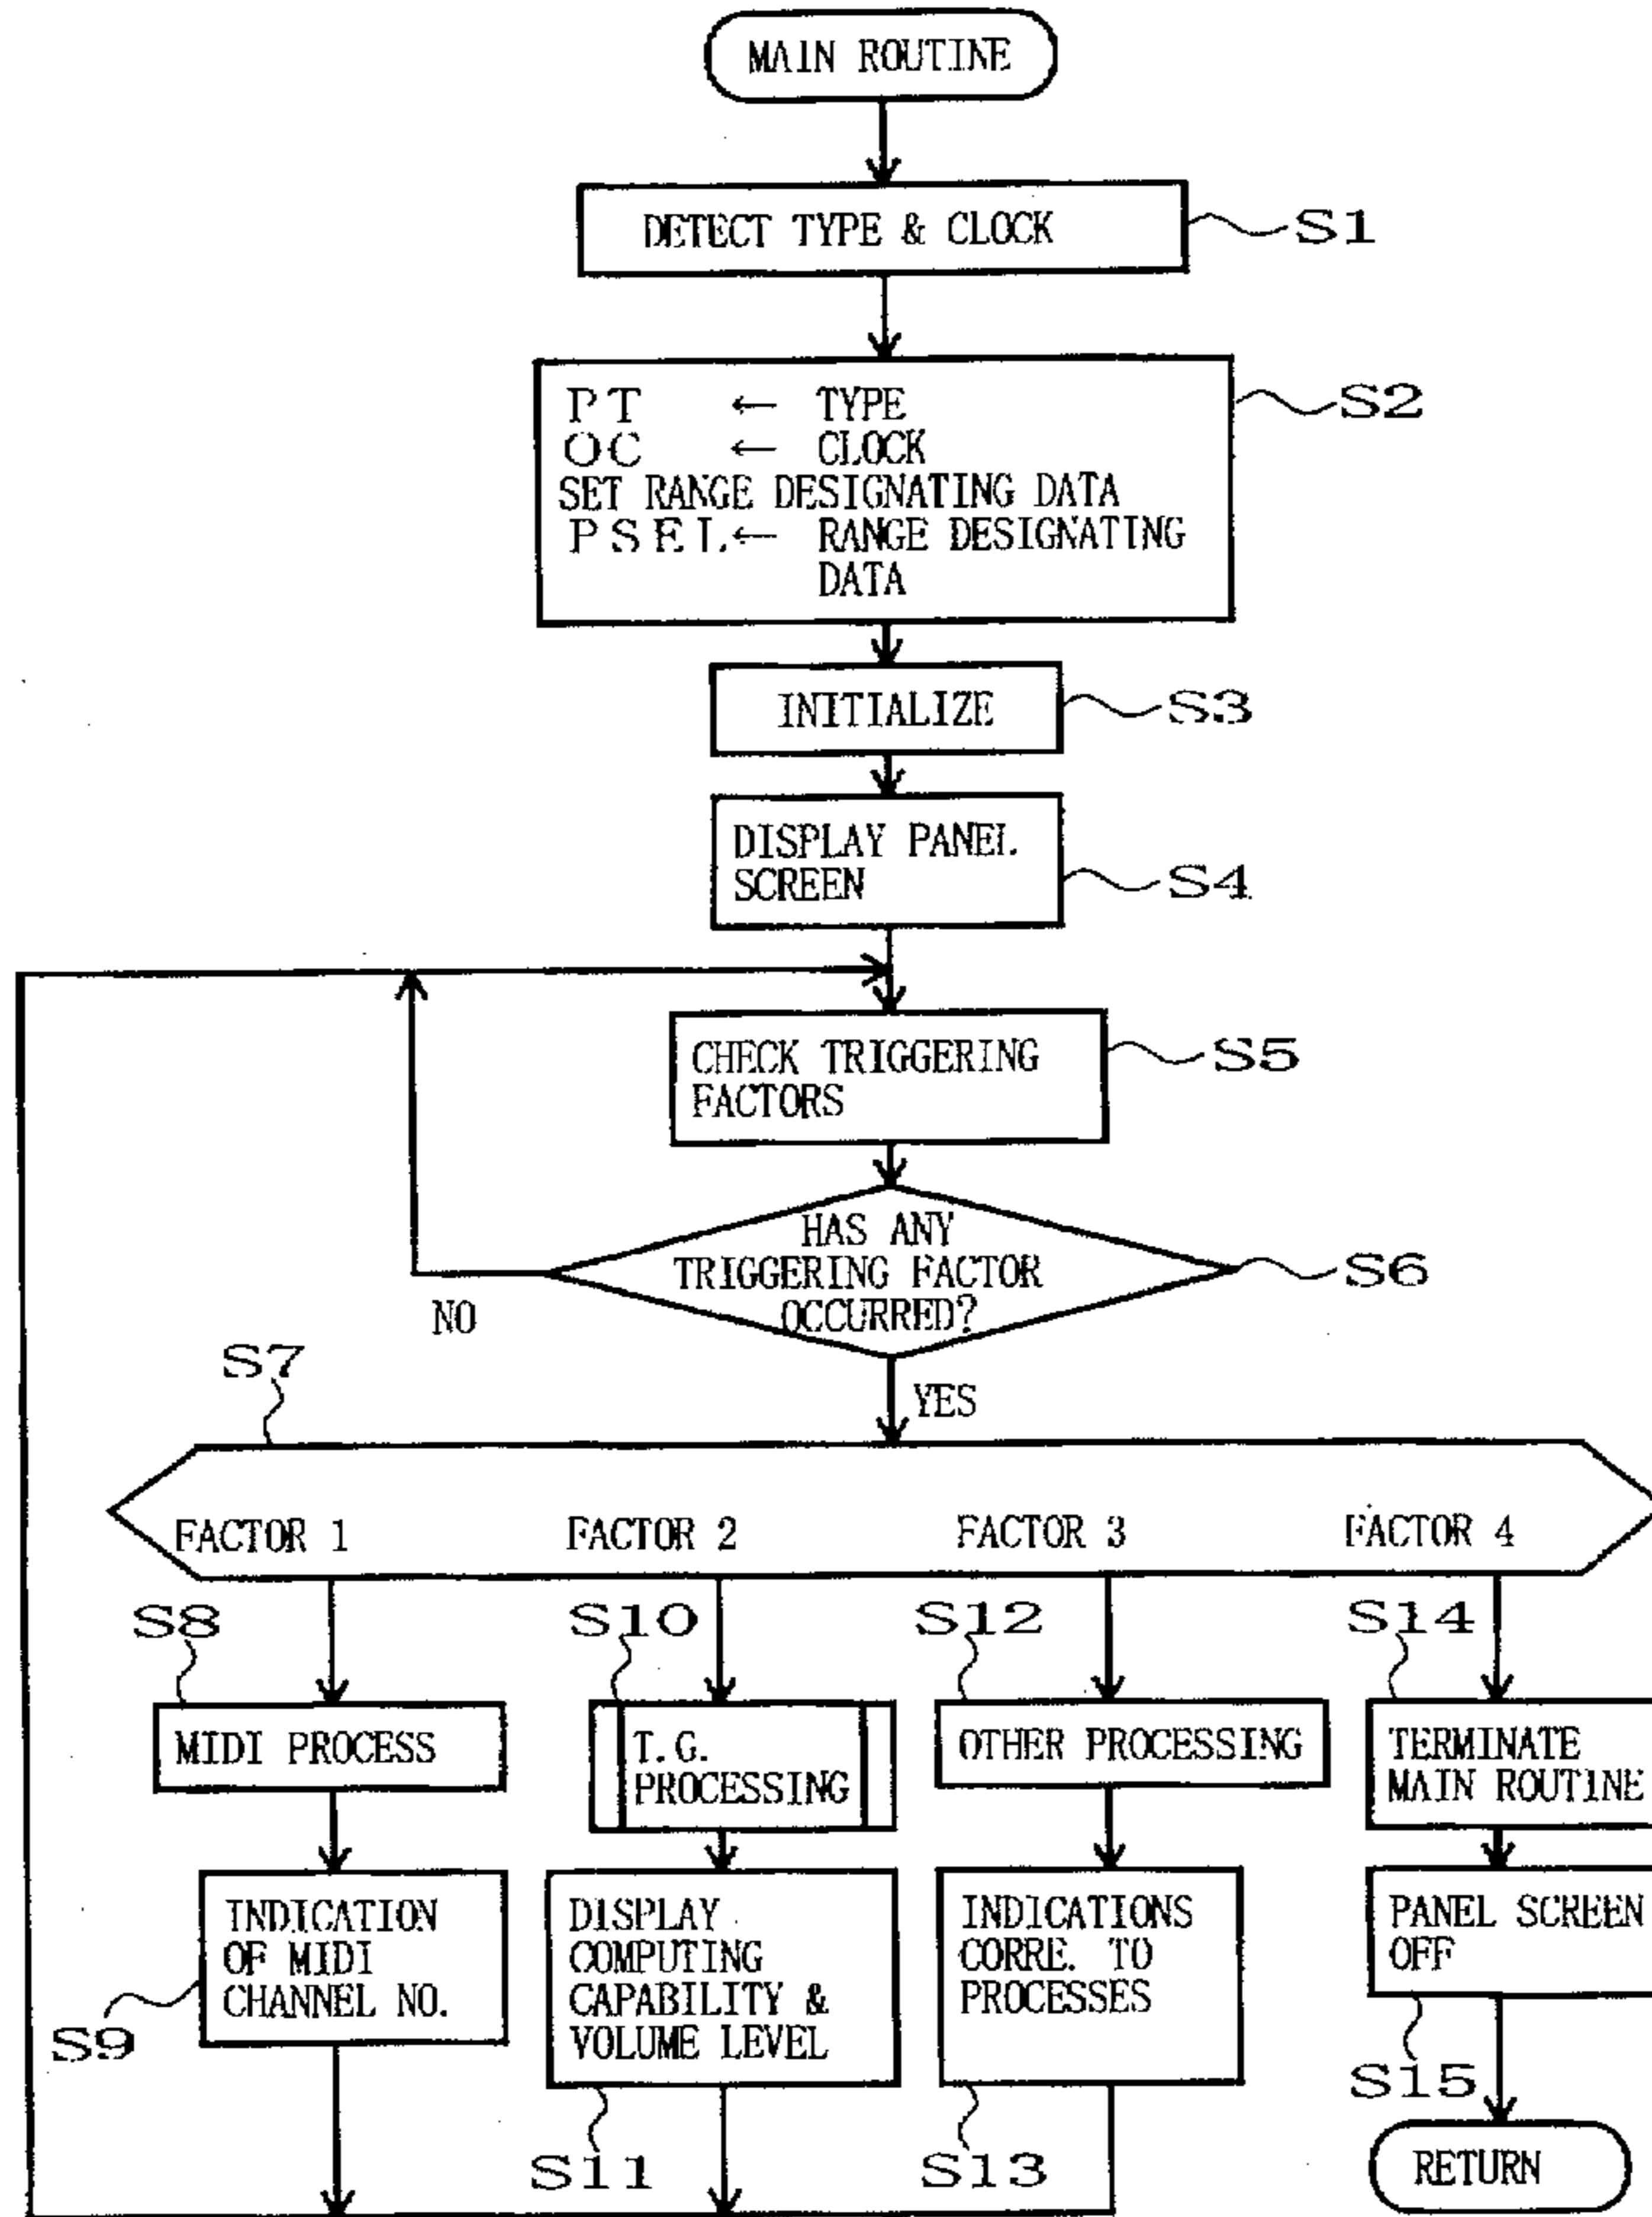 MAIN ROUTINE
DETECT TYPE & CLOCK
S1
PT ← TYPE
S2
OC ← CLOCK
SET RANGE DESIGNATING DATA
PSEL← RANGE DESIGNATING
DATA
INITIALIZE
S3
DISPLAY PANEL
SCREEN
S4
CHECK TRIGGERING
FACTORS
S5
HAS ANY
TRIGGERING FACTOR
OCCURRED?
S6
NO
YES
S7
FACTOR 1
FACTOR 2
FACTOR 3
FACTOR 4
S8
S10
S12
S14
MIDI PROCESS
T.G.
PROCESSING
OTHER PROCESSING
TERMINATE
MAIN ROUTINE
INDICATION
OF MIDI
CHANNEL NO.
S9
DISPLAY
COMPUTING
CAPABILITY &
VOLUME LEVEL
S11
INDICATIONS
CORRE. TO
PROCESSES
S13
PANEL SCREEN
OFF
S15
RETURN